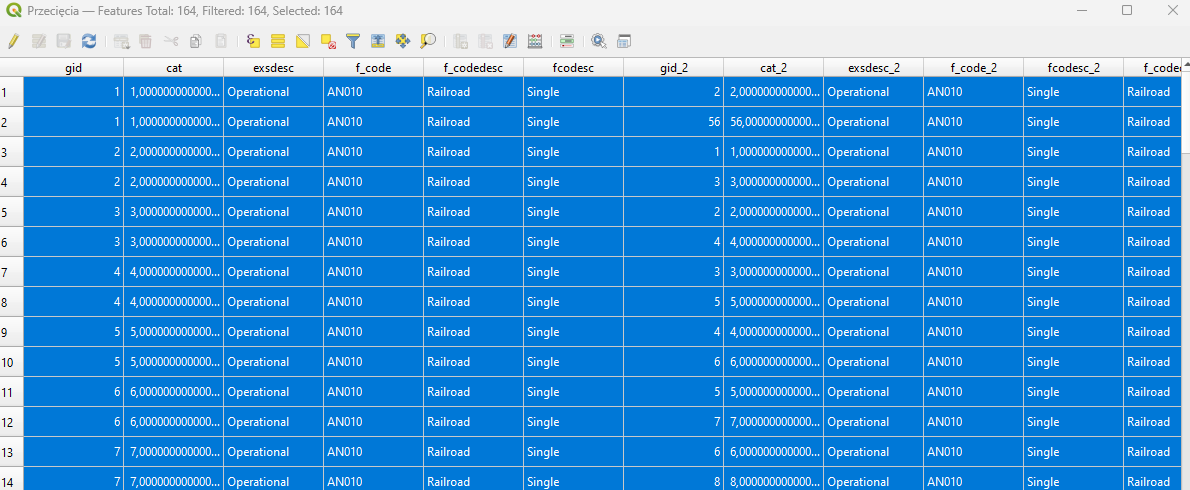 Przecięcia — Features Total: 164, Filtered: 164, Selected: 164
gid cat exsdesc f_code f_codedesc fcodesc gid_2 cat_2 exsdesc_2 f_code_2 fcodesc_2 f_codec
1 1 1,000000000000... Operational AN010 Railroad Single 2 2,000000000000... Operational AN010 Single Railroad
2 1 1,000000000000... Operational AN010 Railroad Single 56 56,00000000000... Operational AN010 Single Railroad
3 2 2,000000000000... Operational AN010 Railroad Single 1 1,000000000000... Operational AN010 Single Railroad
4 2 2,000000000000... Operational AN010 Railroad Single 3 3,000000000000... Operational AN010 Single Railroad
5 3 3,000000000000... Operational AN010 Railroad Single 2 2,000000000000... Operational AN010 Single Railroad
6 3 3,000000000000... Operational AN010 Railroad Single 4 4,000000000000... Operational AN010 Single Railroad
7 4 4,000000000000... Operational AN010 Railroad Single 3 3,000000000000... Operational AN010 Single Railroad
8 4 4,000000000000... Operational AN010 Railroad Single 5 5,000000000000... Operational AN010 Single Railroad
9 5 5,000000000000... Operational AN010 Railroad Single 4 4,000000000000... Operational AN010 Single Railroad
10 5 5,000000000000... Operational AN010 Railroad Single 6 6,000000000000... Operational AN010 Single Railroad
11 6 6,000000000000... Operational AN010 Railroad Single 5 5,000000000000... Operational AN010 Single Railroad
12 6 6,000000000000... Operational AN010 Railroad Single 7 7,000000000000... Operational AN010 Single Railroad
13 7 7,000000000000... Operational AN010 Railroad Single 6 6,000000000000... Operational AN010 Single Railroad
14 7 7,000000000000... Operational AN010 Railroad Single 8 8,000000000000... Operational AN010 Single Railroad